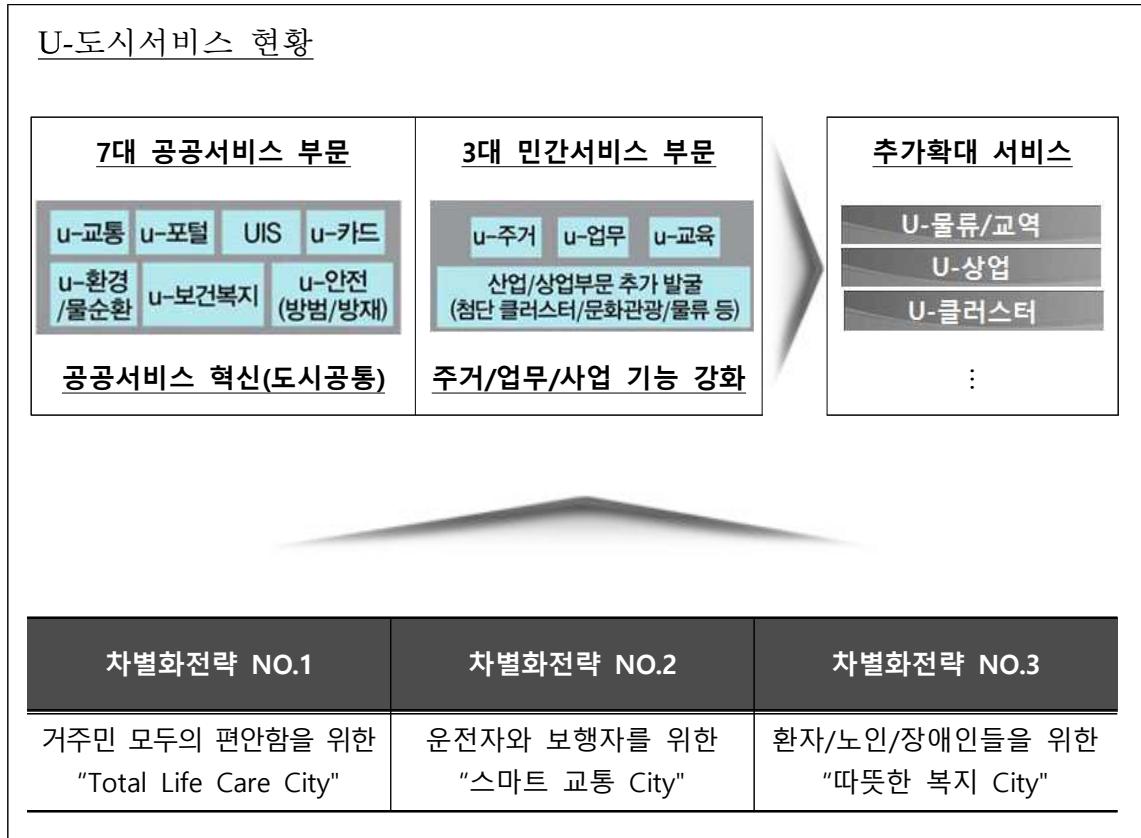 U-도시서비스 현황
7대 공공서비스 부문
u-교통 u-포털 UIS u-카드
u-환경
/물순환
u-보건복지
u-안전
(방범/방재)
공공서비스 혁신(도시공통)
3대 민간서비스 부문
u-주거 u-업무 u-교육
산업/상업부문 추가 발굴
(첨단 클러스터/문화관광/물류 등)
주거/업무/사업 기능 강화
추가확대 서비스
U-물류/교역
U-상업
U-클러스터
⋮
차별화전략 NO.1
거주민 모두의 편안함을 위한
“Total Life Care City"
차별화전략 NO.2
운전자와 보행자를 위한
“스마트 교통 City"
차별화전략 NO.3
환자/노인/장애인들을 위한
“따뜻한 복지 City"